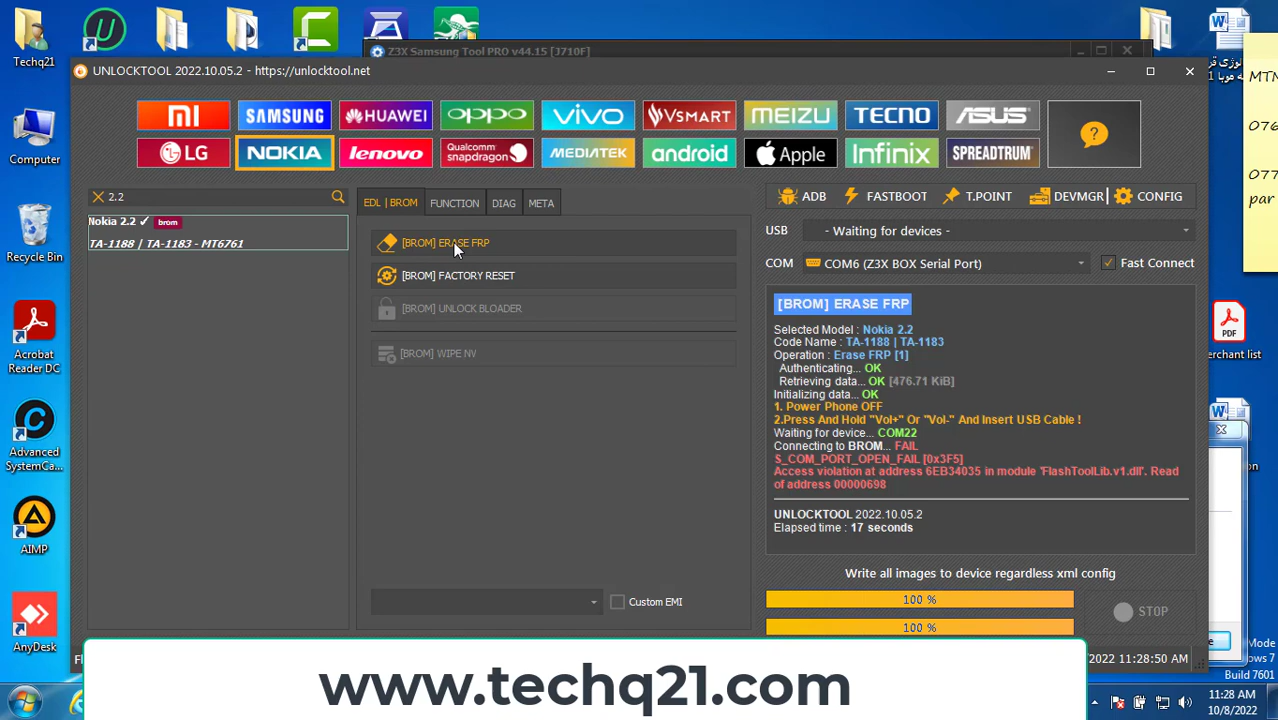 Techq21
Z3X Samsung Tool PRO v44.15 [J710F]
UNLOCKTOOL 2022.10.05.2 - https://unlocktool.net
MI
SAMSUNG
HUAWEI
oppo
vivo
VSMART
MEIZU
TECNO
ASUS
?
LG
NOKIA
lenovo
Qualcomm snapdragon
MEDIATEK
android
Apple
Infinix
SPREADTRUM
MTN
076
077
par
Computer
Recycle Bin
Acrobat
Reader DC
Advanced
SystemCa...
AIMP
AnyDesk
2.2
Nokia 2.2 ✓ brom
TA-1188 | TA-1183 - MT6761
EDL | BROM
FUNCTION
DIAG
META
[BROM] ERASE FRP
[BROM] FACTORY RESET
[BROM] UNLOCK BLOADER
[BROM] WIPE NV
Custom EMI
ADB
FASTBOOT
T.POINT
DEVMGR
CONFIG
USB - Waiting for devices -
COM COM6 (Z3X BOX Serial Port) Fast Connect
[BROM] ERASE FRP
Selected Model : Nokia 2.2
Code Name : TA-1188 | TA-1183
Operation : Erase FRP [1]
Authenticating... OK
Retrieving data... OK [476.71 KiB]
Initializing data... OK
1. Power Phone OFF
2.Press And Hold "Vol+" Or "Vol-" And Insert USB Cable !
Waiting for device... COM22
Connecting to BROM... FAIL
S_COM_PORT_OPEN_FAIL [0x3F5]
Access violation at address 6EB34035 in module 'FlashToolLib.v1.dll'. Read
of address 00000698
UNLOCKTOOL 2022.10.05.2
Elapsed time : 17 seconds
Write all images to device regardless xml config
100 %
100 %
STOP
PDF
erchant list
2022 11:28:50 AM
Mode
ows 7
Build 7601
www.techq21.com
11:28 AM
10/8/2022